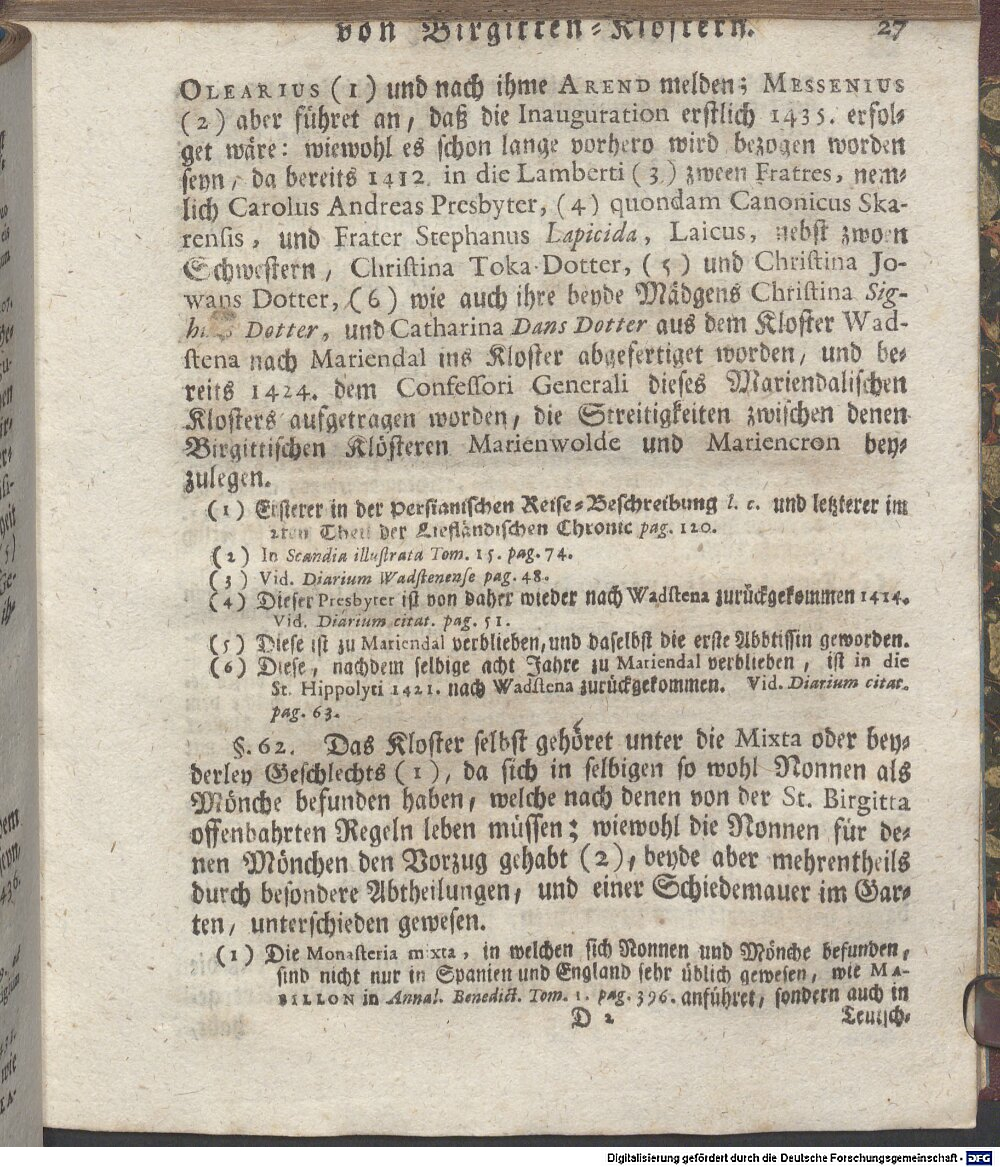 von Birgitten-Klostern. 27
OLEARIUS (1) und nach ihme AREND melden; MESSENIUS
(2) aber führet an, daß die Inauguration erstlich 1435. erfol-
get wäre: wiewohl es schon lange vorhero wird bezogen worden
seyn, da bereits 1412. in die Lamberti (3) zween Fratres, nem-
lich Carolus Andreas Presbyter, (4) quondam Canonicus Ska-
rensis, und Frater Stephanus Lapicida, Laicus, nebst zwoen
Schwestern, Christina Toka-Dotter, (5) und Christina Jo-
wans Dotter, (6) wie auch ihre beyde Mädgens Christina Sig-
Dotter, und Catharina Dans Dotter aus dem Kloster Wad-
stena nach Mariendal ins Kloster abgefertiget worden, und be-
reits 1424. dem Confessori Generali dieses Mariendalischen
Klosters aufgetragen worden, die Streitigkeiten zwischen denen
Birgittischen Klösteren Marienwolde und Mariencron bey-
zulegen.
(1) Ersterer in der Persianischen Reise-Beschreibung l. c. und letzterer im
2ten Theil der Liefländischen Chronic pag. 120.
(2) In Scandia illustrata Tom. 15. pag. 74.
(3) Vid. Diarium Wadstenense pag. 48.
(4) Dieser Presbyter ist von daher wieder nach Wadstena zurückgekommen 1414.
Vid. Diarium citat. pag. 51.
(5) Diese ist zu Mariendal verblieben, und daselbst die erste Abbtissin geworden.
(6) Diese, nachdem selbige acht Jahre zu Mariendal verblieben, ist in die
St. Hippolyti 1421. nach Wadstena zurückgekommen. Vid. Diarium citat.
pag. 63.
§. 62. Das Kloster selbst gehöret unter die Mixta oder bey-
derley Geschlechts (1), da sich in selbigen so wohl Nonnen als
Mönche befunden haben, welche nach denen von der St. Birgitta
offenbahrten Regeln leben müssen; wiewohl die Nonnen für de-
nen Mönchen den Vorzug gehabt (2), beyde aber mehrentheils
durch besondere Abtheilungen, und einer Schiedemauer im Gar-
ten, unterschieden gewesen.
(1) Die Monasteria mixta, in welchen sich Nonnen und Mönche befunden,
sind nicht nur in Spanien und England sehr üblich gewesen, wie MA-
BILLON in Annal. Benedict. Tom. 1. pag. 396. anführet, sondern auch in
D 2 Teutsch-
Digitalisierung gefördert durch die Deutsche Forschungsgemeinschaft - DFG